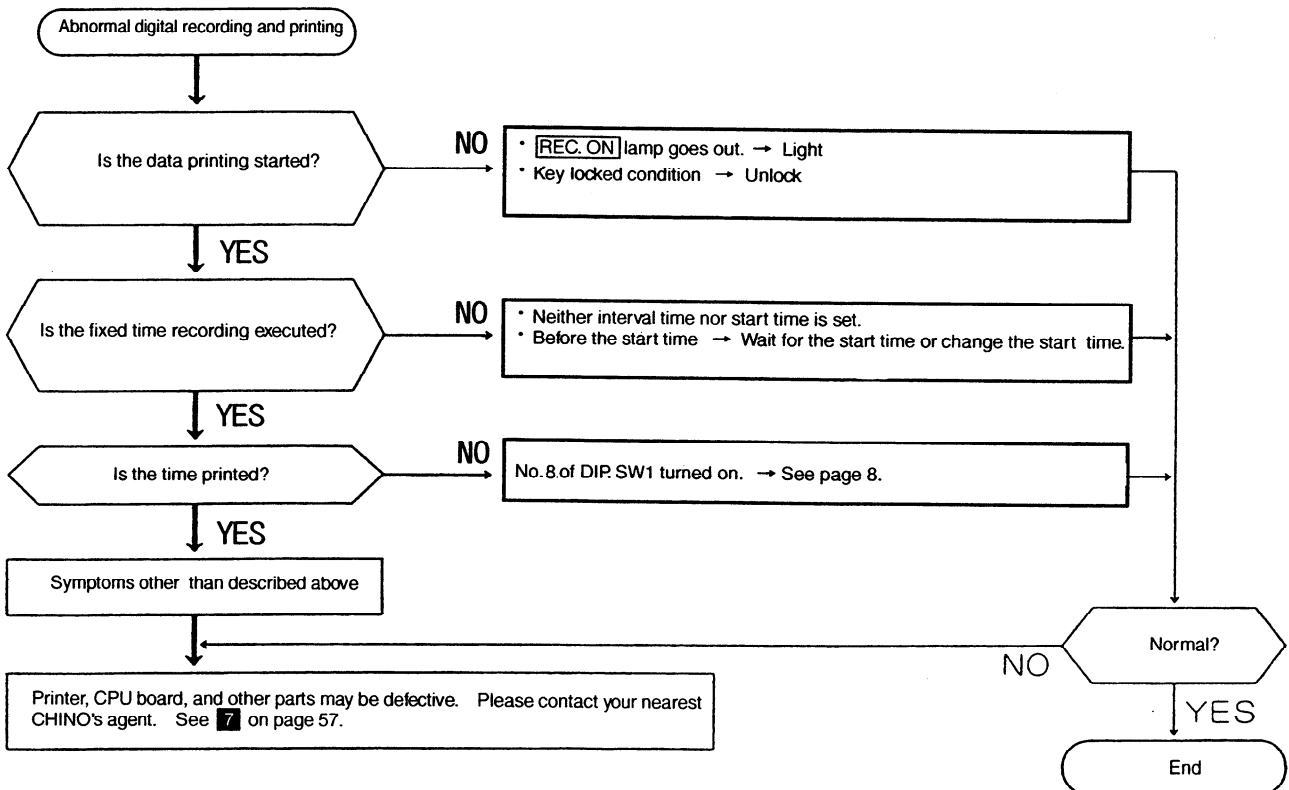 Abnormal digital recording and printing
Is the data printing started?
NO
・ REC. ON lamp goes out. → Light
・ Key locked condition → Unlock
YES
Is the fixed time recording executed?
NO
・ Neither interval time nor start time is set.
・ Before the start time → Wait for the start time or change the start time.
YES
Is the time printed?
NO
No.8.of DIP. SW1 turned on. → See page 8.
YES
Symptoms other than described above
Normal?
NO
YES
Printer, CPU board, and other parts may be defective. Please contact your nearest
CHINO's agent. See 7 on page 57.
End